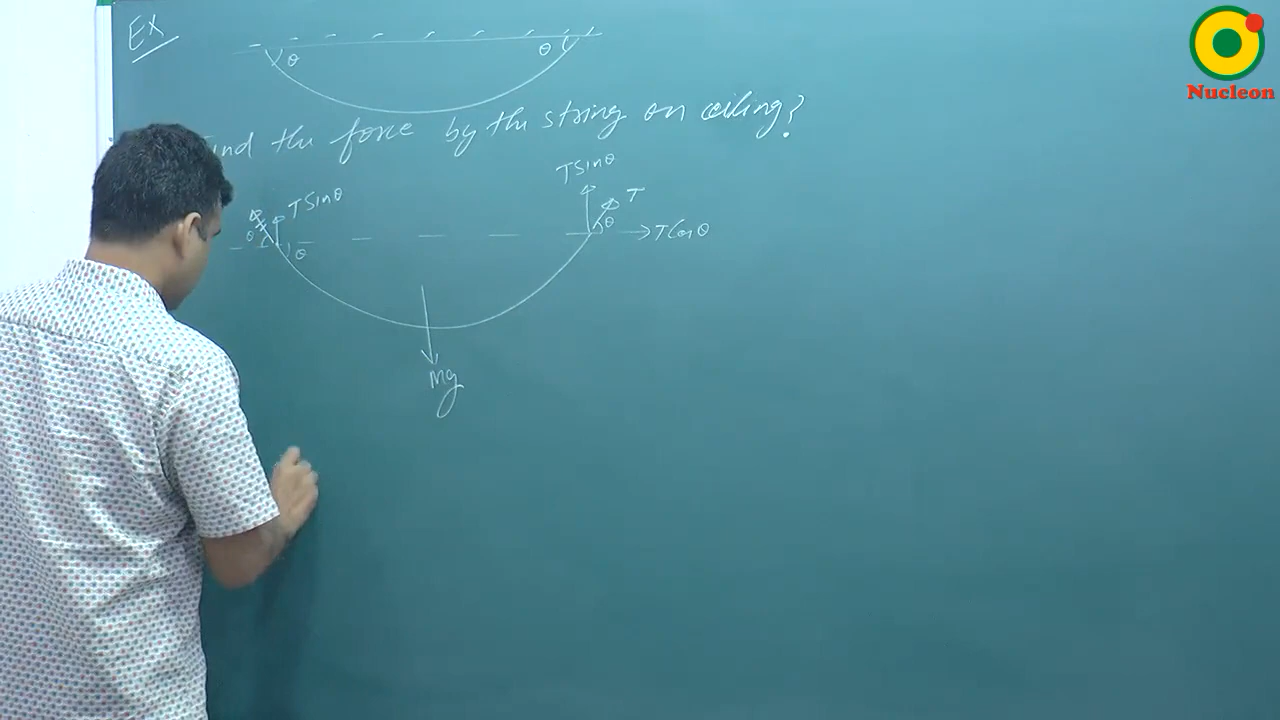 Ex
Nucleon
θ θ
Find the force by the string on ceiling?
T Sinθ
T Sinθ T
θ θ θ T Cosθ
Mg